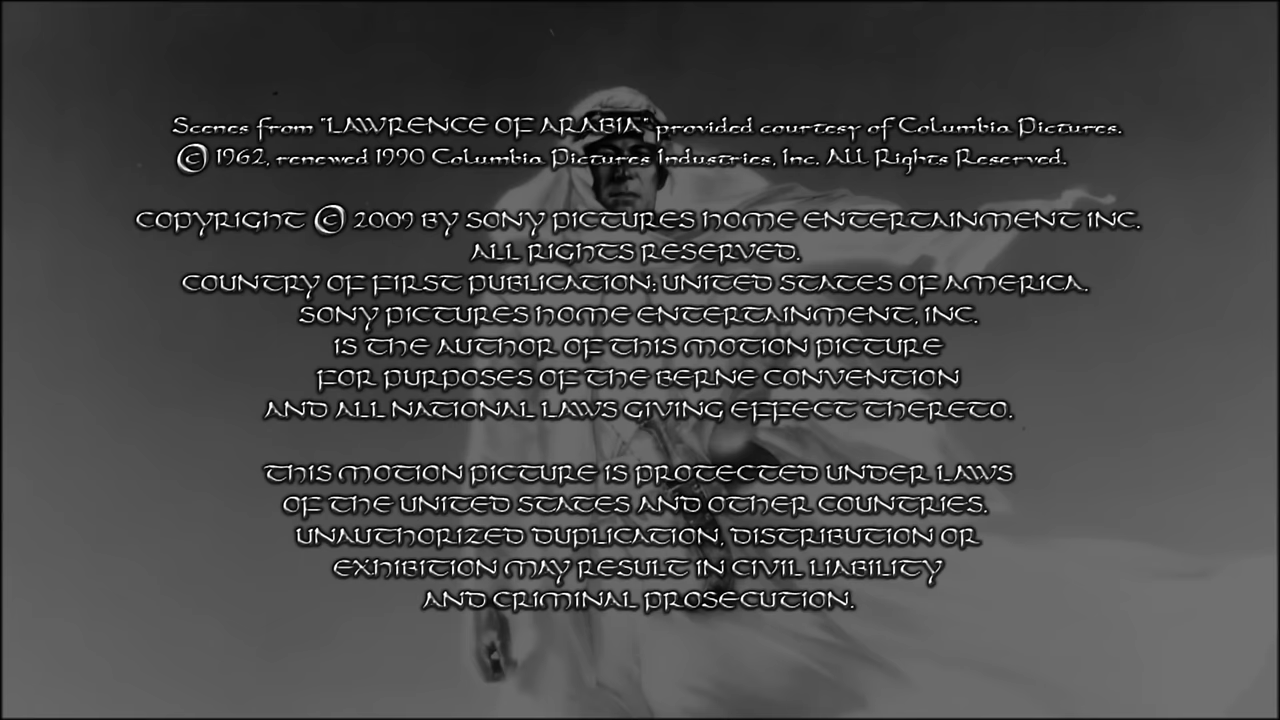 Scenes from "LAWRENCE OF ARABIA" provided courtesy of Columbia Pictures.
© 1962, renewed 1990 Columbia Pictures Industries, Inc. All Rights Reserved.
COPYRIGHT © 2009 BY SONY PICTURES HOME ENTERTAINMENT INC.
ALL RIGHTS RESERVED.
COUNTRY OF FIRST PUBLICATION: UNITED STATES OF AMERICA.
SONY PICTURES HOME ENTERTAINMENT, INC.
IS THE AUTHOR OF THIS MOTION PICTURE
FOR PURPOSES OF THE BERNE CONVENTION
AND ALL NATIONAL LAWS GIVING EFFECT THERETO.
THIS MOTION PICTURE IS PROTECTED UNDER LAWS
OF THE UNITED STATES AND OTHER COUNTRIES.
UNAUTHORIZED DUPLICATION, DISTRIBUTION OR
EXHIBITION MAY RESULT IN CIVIL LIABILITY
AND CRIMINAL PROSECUTION.